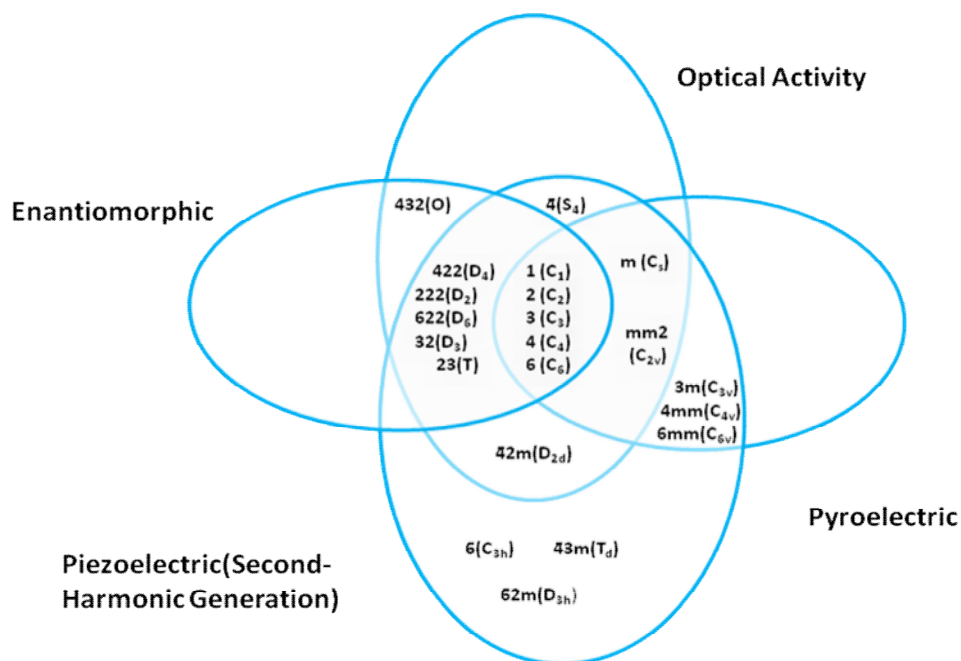 Optical Activity
Enantiomorphic
432(O)
4(S₄)
m (Cₛ)
422(D₄)
222(D₂)
622(D₆)
32(D₃)
23(T)
1 (C₁)
2 (C₂)
3 (C₃)
4 (C₄)
6 (C₆)
mm2
(C₂ᵥ)
3m(C₃ᵥ)
4mm(C₄ᵥ)
6mm(C₆ᵥ)
42m(D₂d)
Pyroelectric
6(C₃ₕ)
43m(Td)
62m(D₃ₕ)
Piezoelectric(Second-
Harmonic Generation)